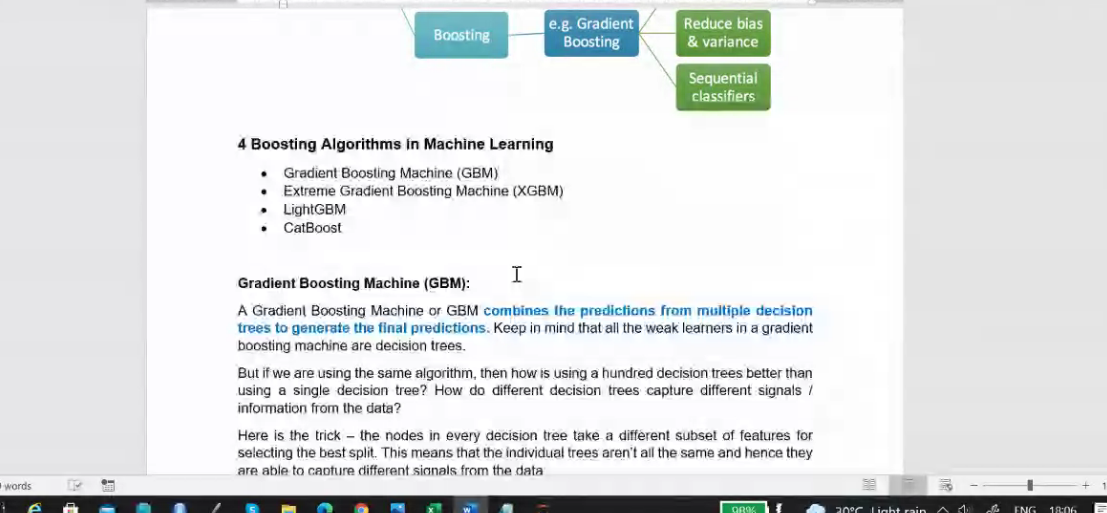 Boosting
e.g. Gradient
Boosting
Reduce bias
& variance
Sequential
classifiers
4 Boosting Algorithms in Machine Learning
• Gradient Boosting Machine (GBM)
• Extreme Gradient Boosting Machine (XGBM)
• LightGBM
• CatBoost
Gradient Boosting Machine (GBM):
A Gradient Boosting Machine or GBM combines the predictions from multiple decision
trees to generate the final predictions. Keep in mind that all the weak learners in a gradient
boosting machine are decision trees.
But if we are using the same algorithm, then how is using a hundred decision trees better than
using a single decision tree? How do different decision trees capture different signals /
information from the data?
Here is the trick – the nodes in every decision tree take a different subset of features for
selecting the best split. This means that the individual trees aren't all the same and hence they
are able to capture different signals from the data
words
98%
30°C Light rain
ENG
18:06